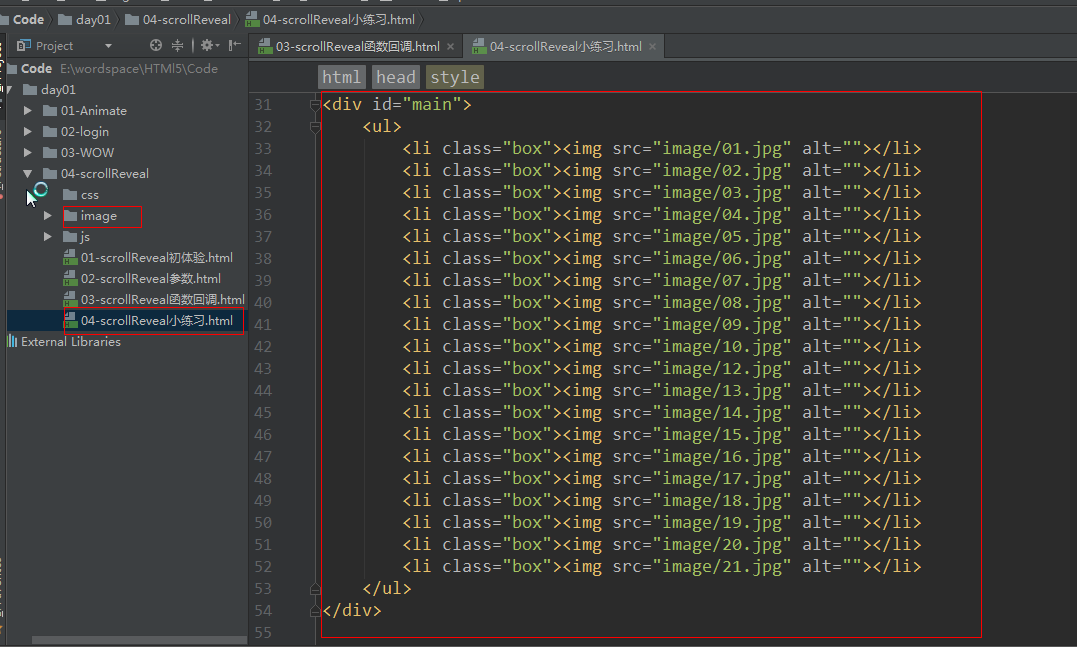 Code day01 04-scrollReveal 04-scrollReveal小练习.html
Project
03-scrollReveal函数回调.html × 04-scrollReveal小练习.html ×
Code E:\wordspace\HTMl5\Code
day01
01-Animate
02-login
03-WOW
04-scrollReveal
css
image
js
01-scrollReveal初体验.html
02-scrollReveal参数.html
03-scrollReveal函数回调.html
04-scrollReveal小练习.html
External Libraries
html head style
31 <div id="main">
32 <ul>
33 <li class="box"><img src="image/01.jpg" alt=""></li>
34 <li class="box"><img src="image/02.jpg" alt=""></li>
35 <li class="box"><img src="image/03.jpg" alt=""></li>
36 <li class="box"><img src="image/04.jpg" alt=""></li>
37 <li class="box"><img src="image/05.jpg" alt=""></li>
38 <li class="box"><img src="image/06.jpg" alt=""></li>
39 <li class="box"><img src="image/07.jpg" alt=""></li>
40 <li class="box"><img src="image/08.jpg" alt=""></li>
41 <li class="box"><img src="image/09.jpg" alt=""></li>
42 <li class="box"><img src="image/10.jpg" alt=""></li>
43 <li class="box"><img src="image/12.jpg" alt=""></li>
44 <li class="box"><img src="image/13.jpg" alt=""></li>
45 <li class="box"><img src="image/14.jpg" alt=""></li>
46 <li class="box"><img src="image/15.jpg" alt=""></li>
47 <li class="box"><img src="image/16.jpg" alt=""></li>
48 <li class="box"><img src="image/17.jpg" alt=""></li>
49 <li class="box"><img src="image/18.jpg" alt=""></li>
50 <li class="box"><img src="image/19.jpg" alt=""></li>
51 <li class="box"><img src="image/20.jpg" alt=""></li>
52 <li class="box"><img src="image/21.jpg" alt=""></li>
53 </ul>
54 </div>
55